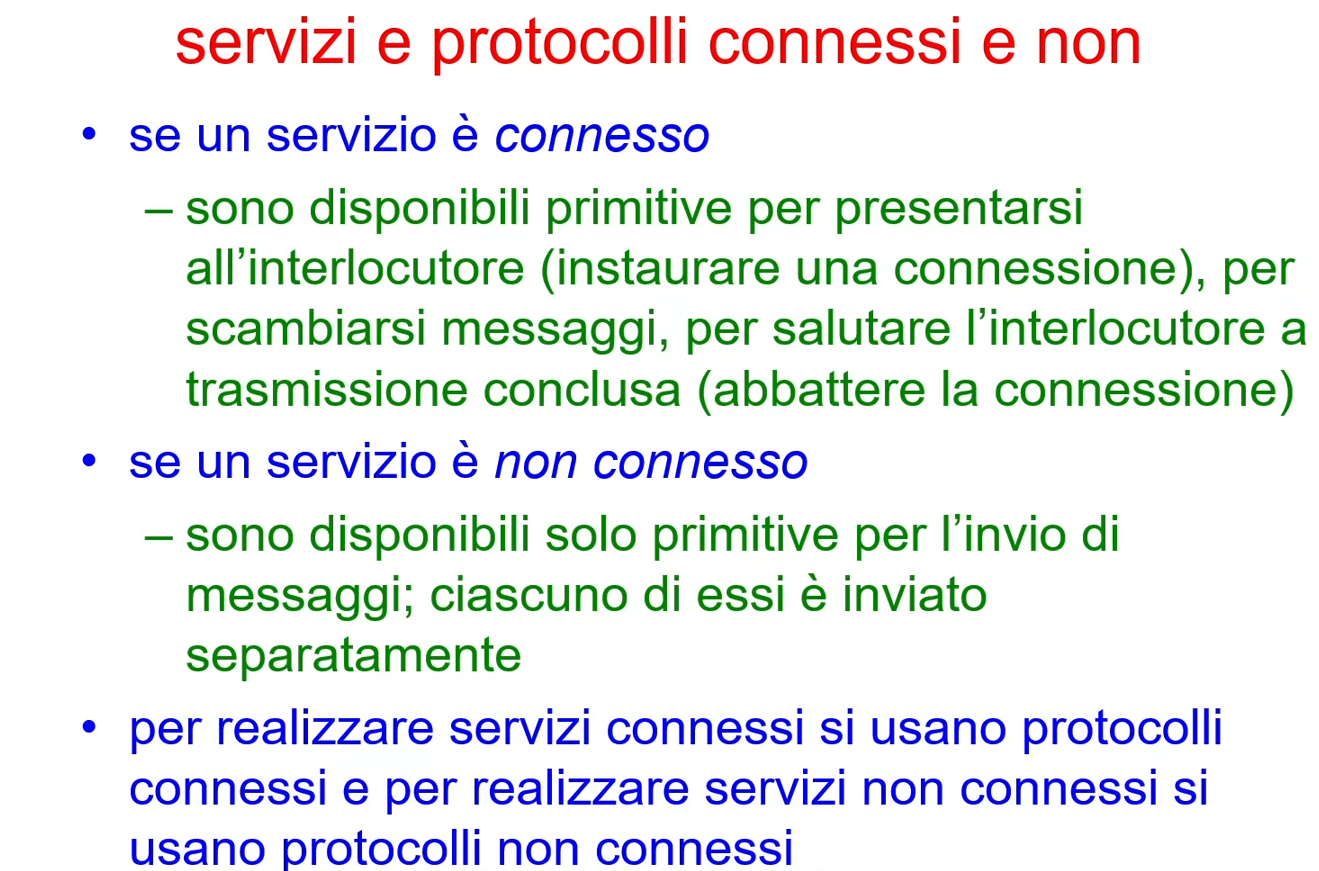 servizi e protocolli connessi e non
• se un servizio è connesso
– sono disponibili primitive per presentarsi
all’interlocutore (instaurare una connessione), per
scambiarsi messaggi, per salutare l’interlocutore a
trasmissione conclusa (abbattere la connessione)
• se un servizio è non connesso
– sono disponibili solo primitive per l’invio di
messaggi; ciascuno di essi è inviato
separatamente
• per realizzare servizi connessi si usano protocolli
connessi e per realizzare servizi non connessi si
usano protocolli non connessi